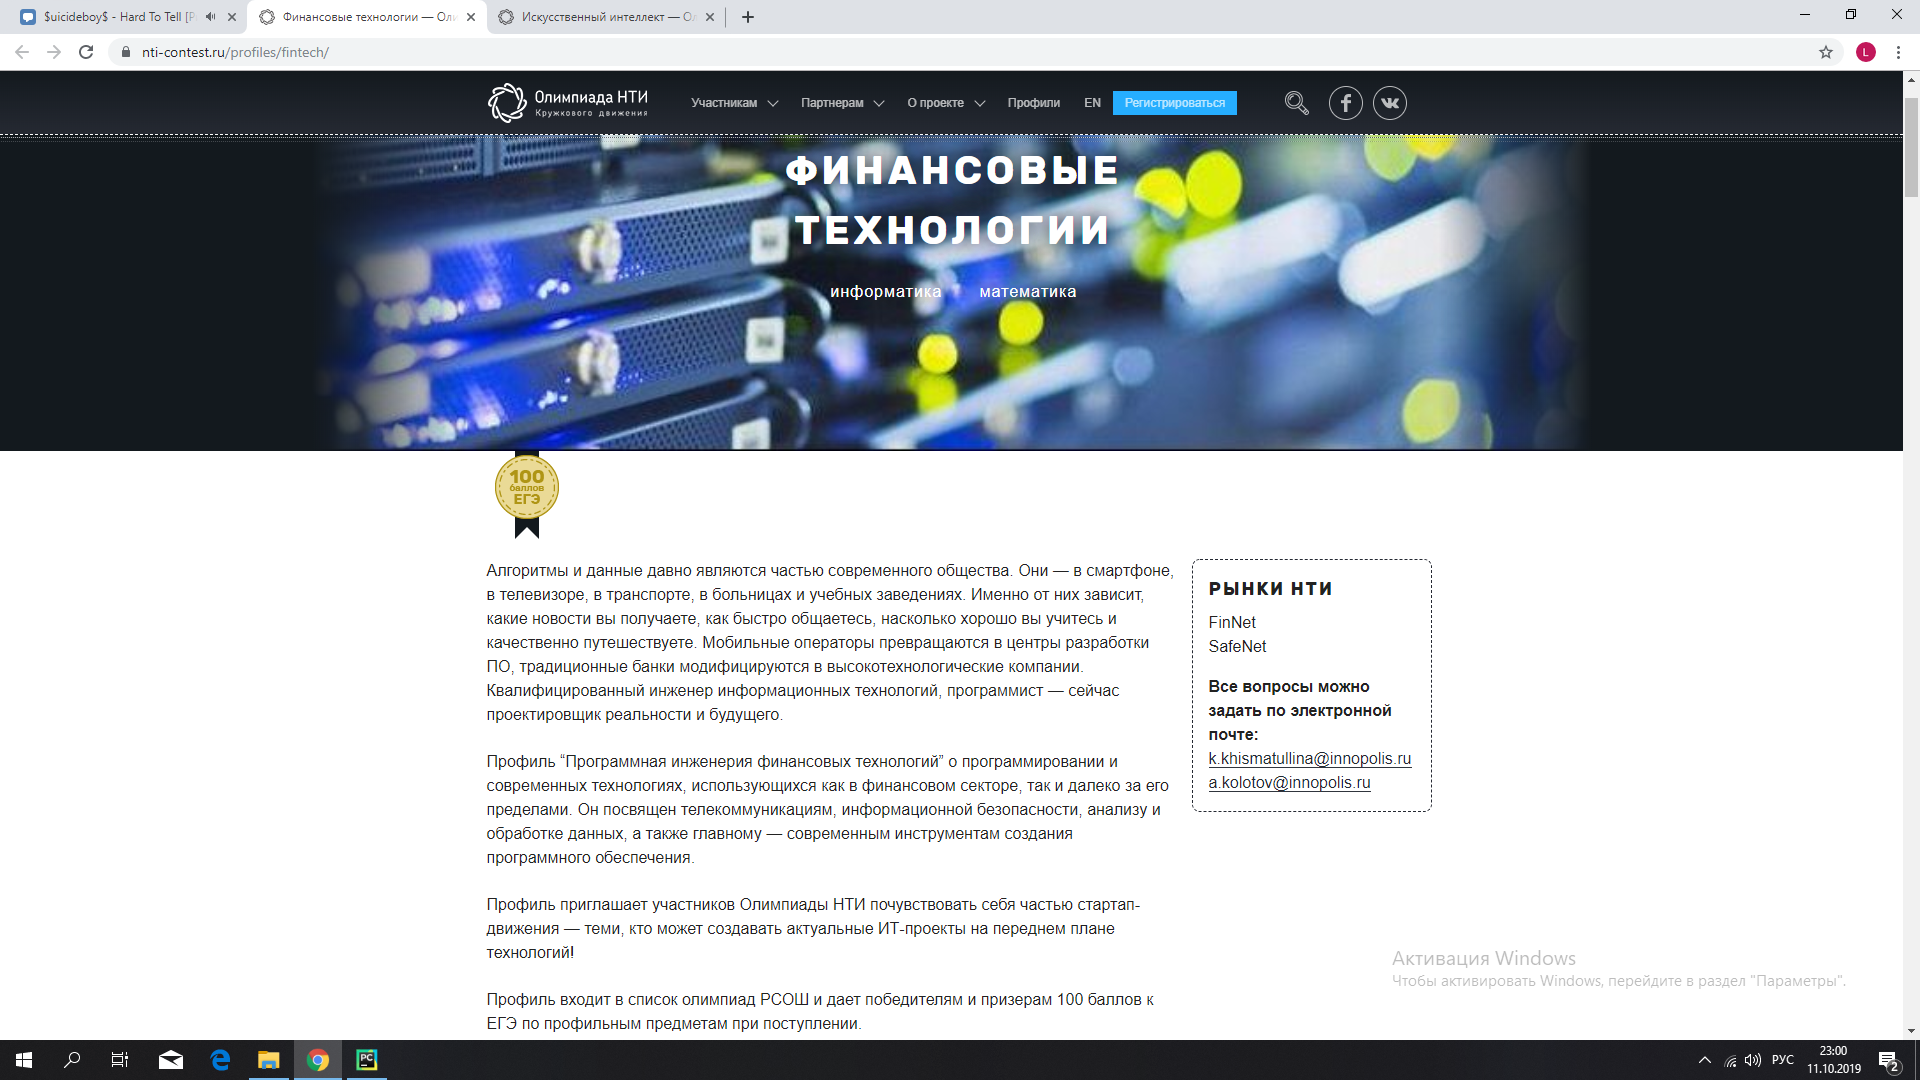 $uicideboy$ - Hard To Tell [P
Финансовые технологии — Оли
Искусственный интеллект — Ол
nti-contest.ru/profiles/fintech/
L
Олимпиада НТИ
Кружкового движения
Участникам
Партнерам
О проекте
Профили
EN
Регистрироваться
ФИНАНСОВЫЕ
ТЕХНОЛОГИИ
информатика математика
100
баллов
ЕГЭ
Алгоритмы и данные давно являются частью современного общества. Они — в смартфоне,
в телевизоре, в транспорте, в больницах и учебных заведениях. Именно от них зависит,
какие новости вы получаете, как быстро общаетесь, насколько хорошо вы учитесь и
качественно путешествуете. Мобильные операторы превращаются в центры разработки
ПО, традиционные банки модифицируются в высокотехнологические компании.
Квалифицированный инженер информационных технологий, программист — сейчас
проектировщик реальности и будущего.
Профиль “Программная инженерия финансовых технологий” о программировании и
современных технологиях, использующихся как в финансовом секторе, так и далеко за его
пределами. Он посвящен телекоммуникациям, информационной безопасности, анализу и
обработке данных, а также главному — современным инструментам создания
программного обеспечения.
Профиль приглашает участников Олимпиады НТИ почувствовать себя частью стартап-
движения — теми, кто может создавать актуальные ИТ-проекты на переднем плане
технологий!
Профиль входит в список олимпиад РСОШ и дает победителям и призерам 100 баллов к
ЕГЭ по профильным предметам при поступлении.
РЫНКИ НТИ
FinNet
SafeNet
Все вопросы можно
задать по электронной
почте:
k.khismatullina@innopolis.ru
a.kolotov@innopolis.ru
Активация Windows
Чтобы активировать Windows, перейдите в раздел "Параметры".
PC
РУС
23:00
11.10.2019
2